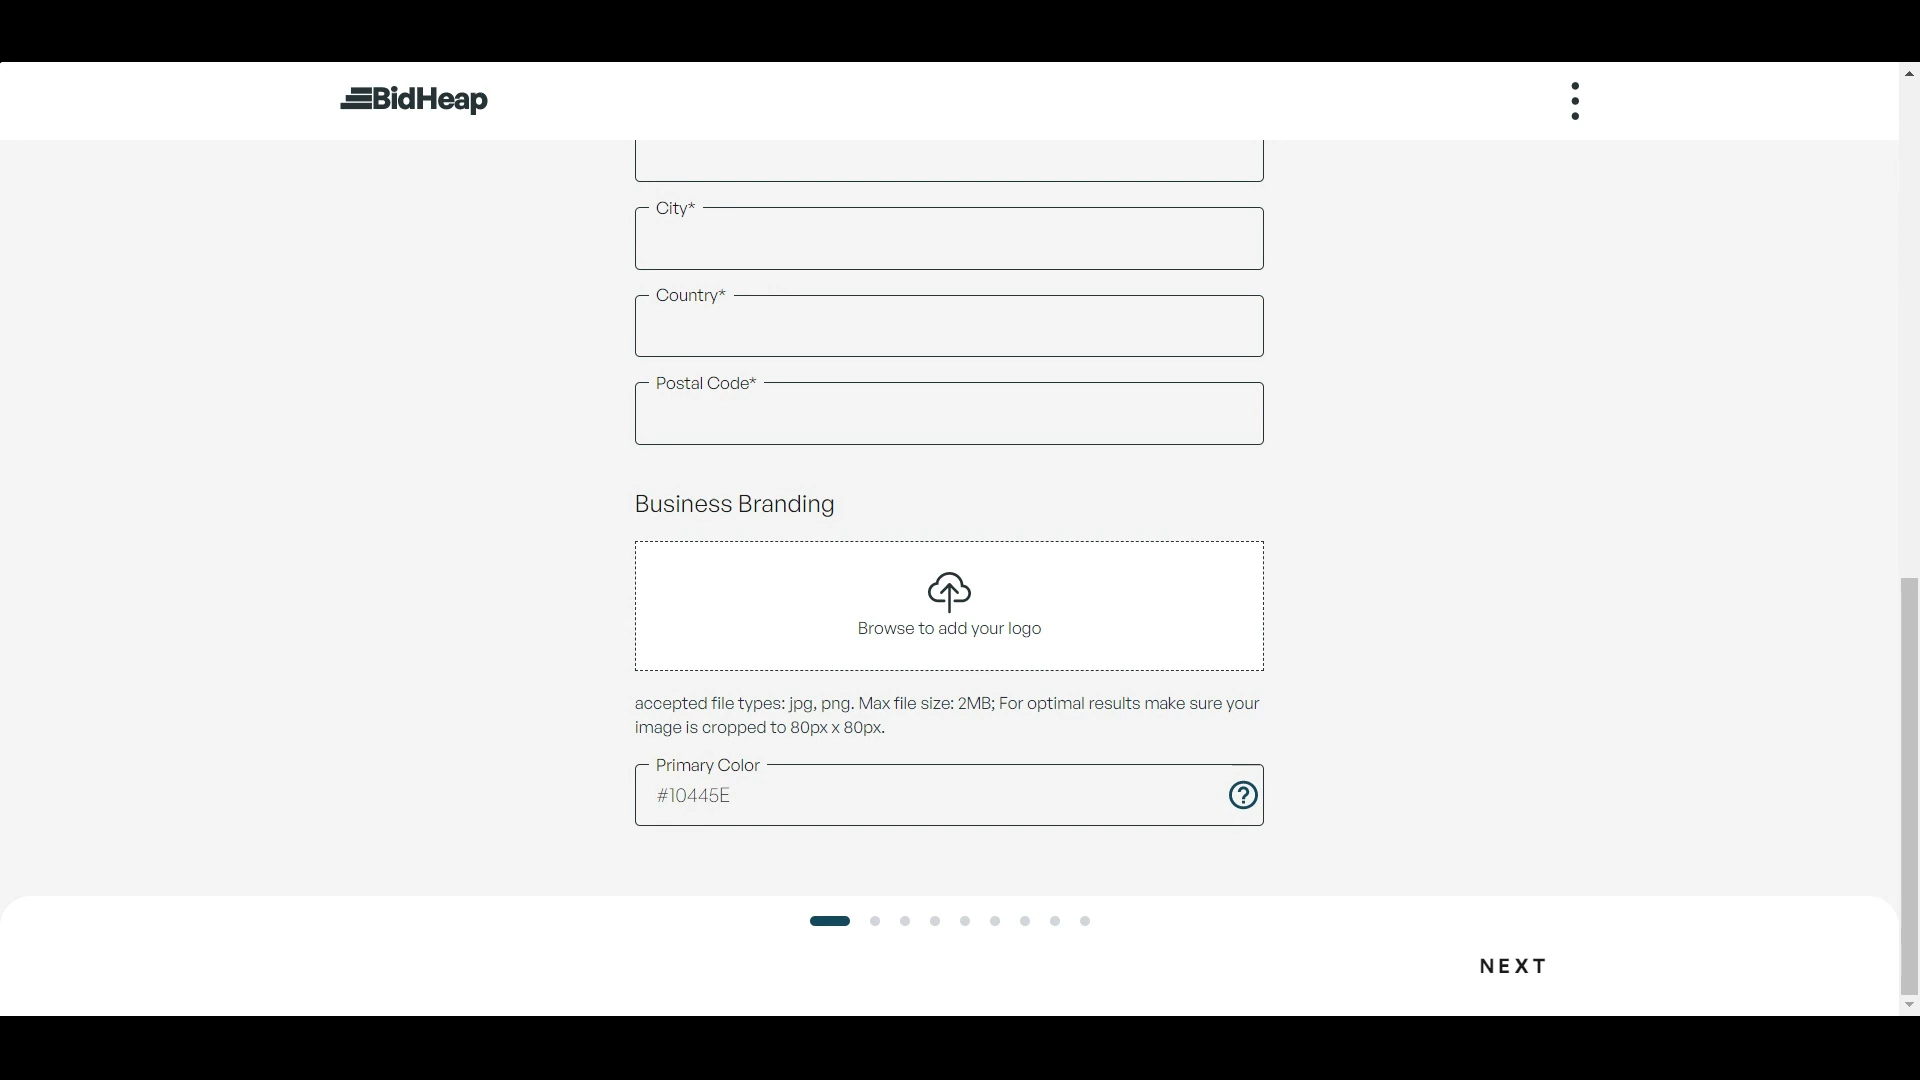 BidHeap
City*
Country*
Postal Code*
Business Branding
Browse to add your logo
accepted file types: jpg, png. Max file size: 2MB; For optimal results make sure your
image is cropped to 80px x 80px.
Primary Color
#10445E
NEXT